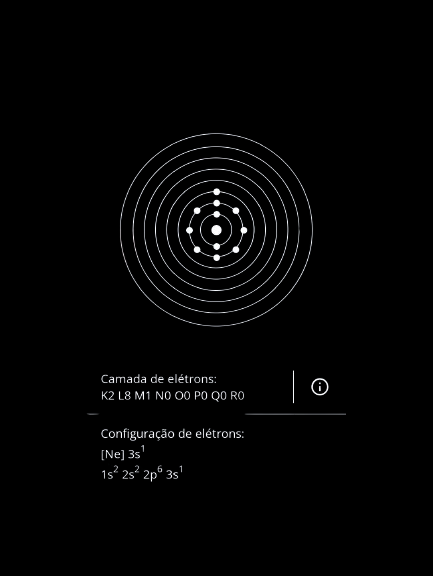 Camada de elétrons:
K2 L8 M1 N0 O0 P0 Q0 R0
Configuração de elétrons:
[Ne] 3s¹
1s² 2s² 2p⁶ 3s¹